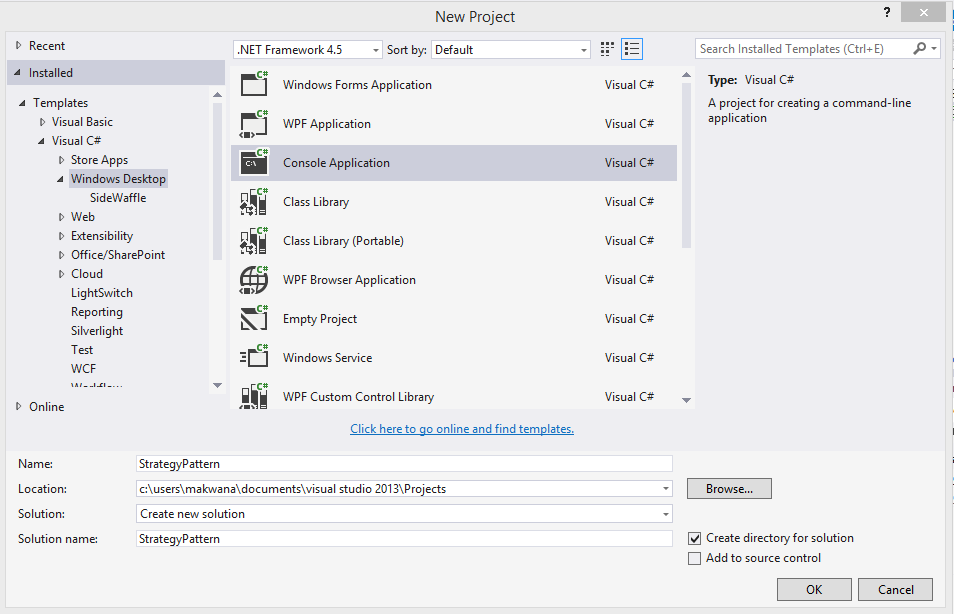 New Project
?
Recent
Installed
Templates
Visual Basic
Visual C#
Store Apps
Windows Desktop
SideWaffle
Web
Extensibility
Office/SharePoint
Cloud
LightSwitch
Reporting
Silverlight
Test
WCF
Online
.NET Framework 4.5
Sort by: Default
C# Windows Forms Application Visual C#
C# WPF Application Visual C#
C# C:\ Console Application Visual C#
C# Class Library Visual C#
C# Class Library (Portable) Visual C#
C# WPF Browser Application Visual C#
C# Empty Project Visual C#
C# Windows Service Visual C#
C# WPF Custom Control Library Visual C#
Search Installed Templates (Ctrl+E)
Type: Visual C#
A project for creating a command-line
application
Click here to go online and find templates.
Name: StrategyPattern
Location: c:\users\makwana\documents\visual studio 2013\Projects Browse...
Solution: Create new solution
Solution name: StrategyPattern
Create directory for solution
Add to source control
OK Cancel